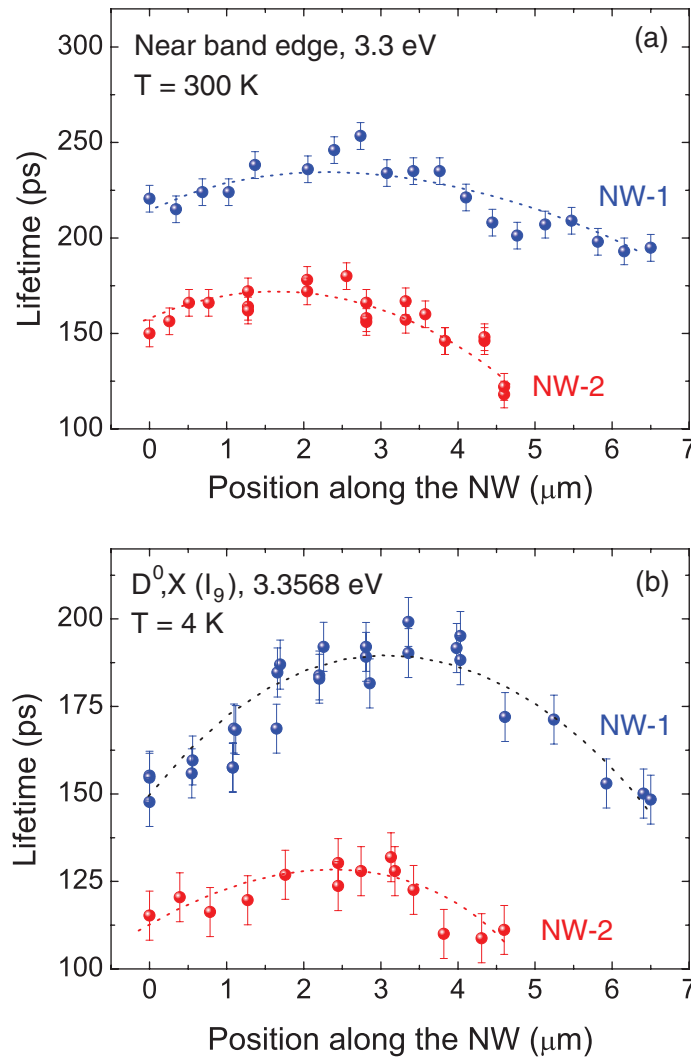 (a)
Near band edge, 3.3 eV
T = 300 K
300
250
200
150
100
Lifetime (ps)
NW-1
NW-2
0 1 2 3 4 5 6 7
Position along the NW (μm)
(b)
D⁰,X (I₉), 3.3568 eV
T = 4 K
200
175
150
125
100
Lifetime (ps)
NW-1
NW-2
0 1 2 3 4 5 6 7
Position along the NW (μm)